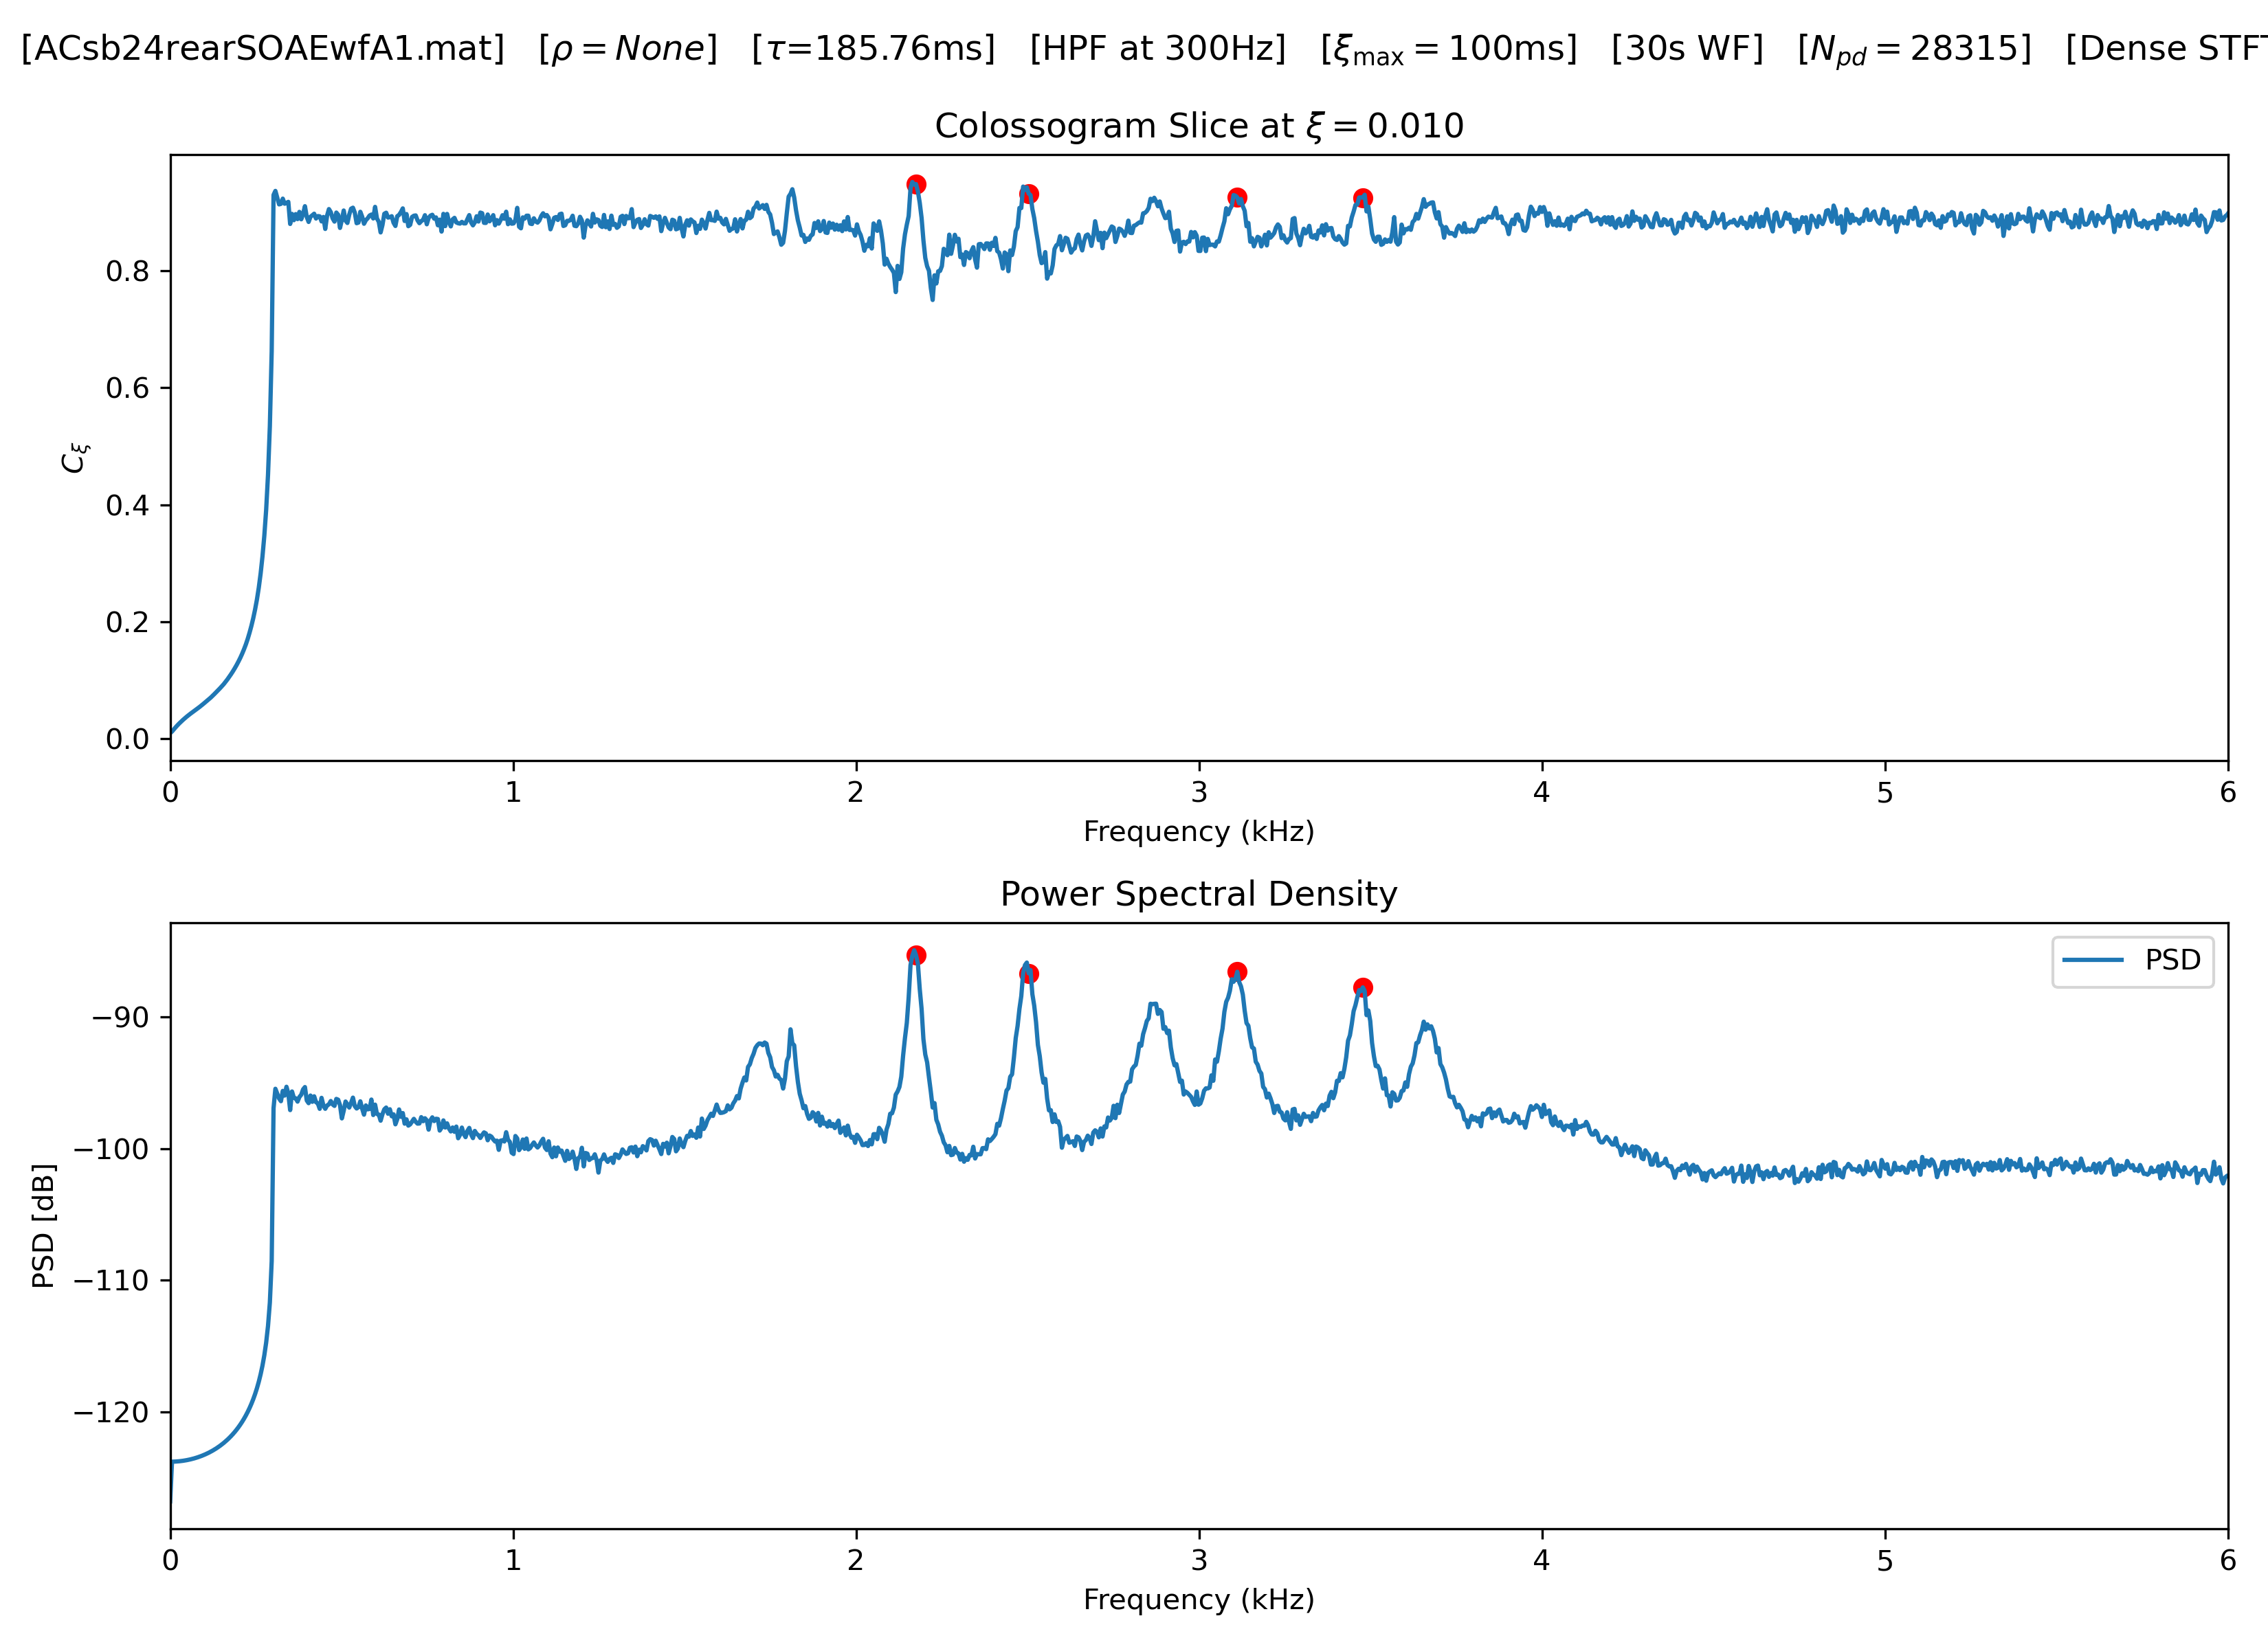 [ACsb24rearSOAEwfA1.mat] [ρ = None] [τ=185.76ms] [HPF at 300Hz] [ξmax = 100ms] [30s WF] [Npd = 28315] [Dense STFT
Colossogram Slice at ξ = 0.010
Cξ
0.8
0.6
0.4
0.2
0.0
0 1 2 3 4 5 6
Frequency (kHz)
Power Spectral Density
PSD
PSD [dB]
−90
−100
−110
−120
0 1 2 3 4 5 6
Frequency (kHz)